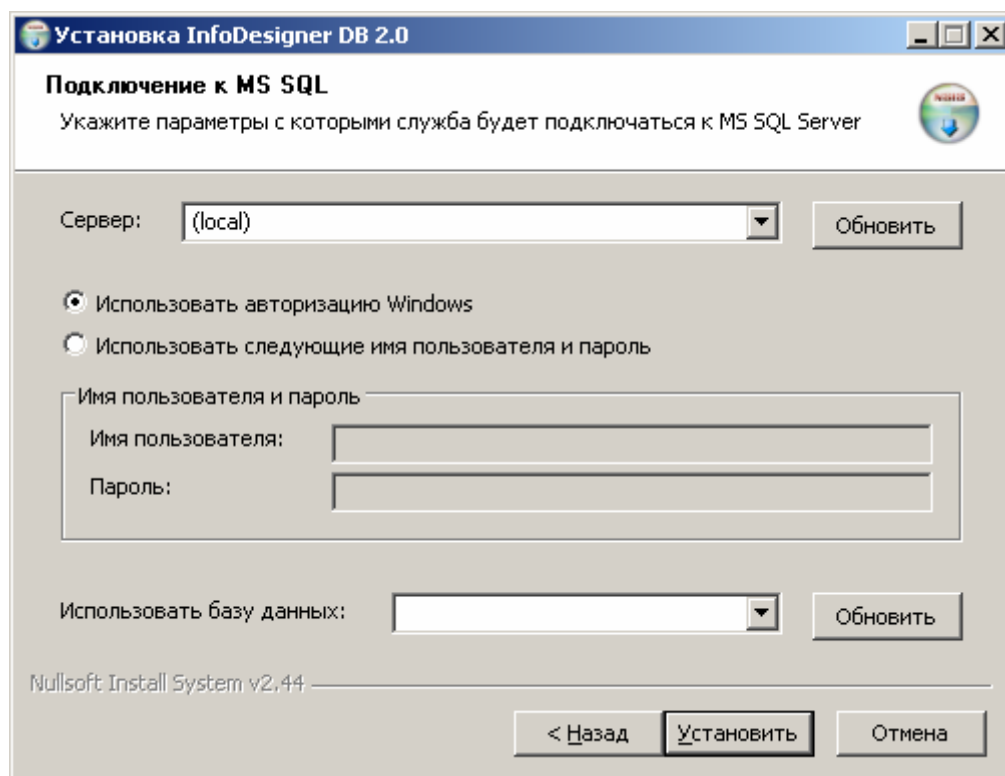 Установка InfoDesigner DB 2.0
Подключение к MS SQL
Укажите параметры с которыми служба будет подключаться к MS SQL Server
Сервер: (local) Обновить
Использовать авторизацию Windows
Использовать следующие имя пользователя и пароль
Имя пользователя и пароль
Имя пользователя:
Пароль:
Использовать базу данных: Обновить
Nullsoft Install System v2.44
< Назад Установить Отмена